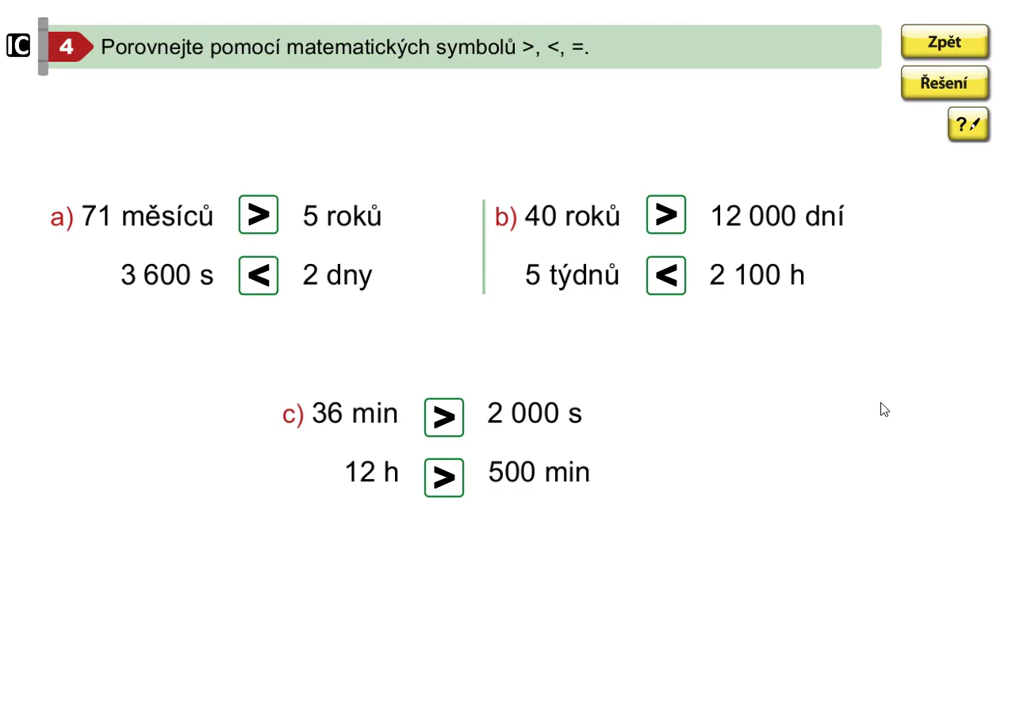 IC 4 Porovnejte pomocí matematických symbolů >, <, =.
Zpět
Řešení
?
a) 71 měsíců > 5 roků
3 600 s < 2 dny
b) 40 roků > 12 000 dní
5 týdnů < 2 100 h
c) 36 min > 2 000 s
12 h > 500 min